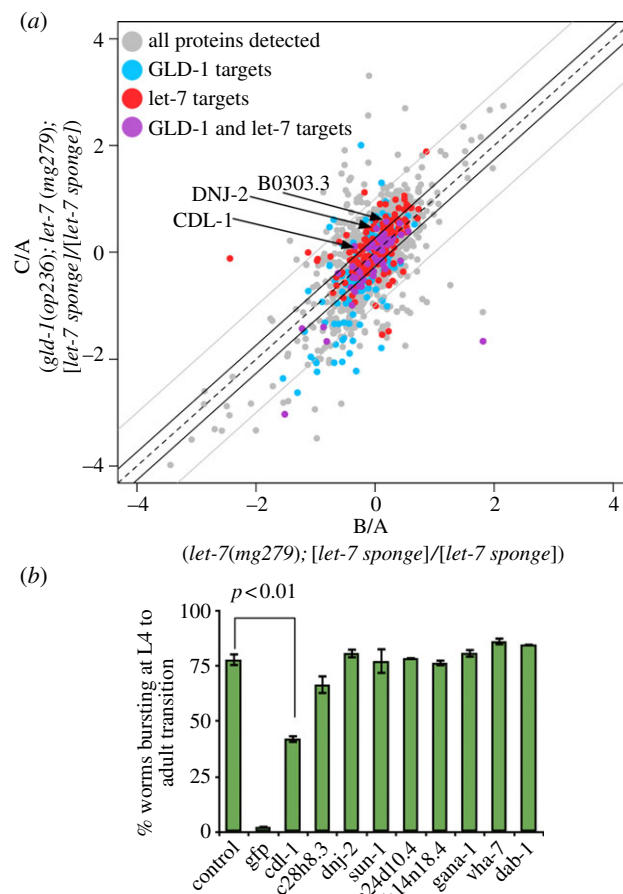 (a)
4
2
0
−2
−4
all proteins detected
GLD-1 targets
let-7 targets
GLD-1 and let-7 targets
B0303.3
DNJ-2
CDL-1
C/A
(gld-1(op236); let-7 (mg279);
[let-7 sponge]/[let-7 sponge])
−4
−2
0
2
4
B/A
(let-7(mg279); [let-7 sponge]/[let-7 sponge])
(b)
p<0.01
100
75
50
25
0
% worms bursting at L4 to
adult transition
control
gfp
cdl-1
c28h8.3
dnj-2
sun-1
24d10.4
14n18.4
gana-1
vha-7
dab-1